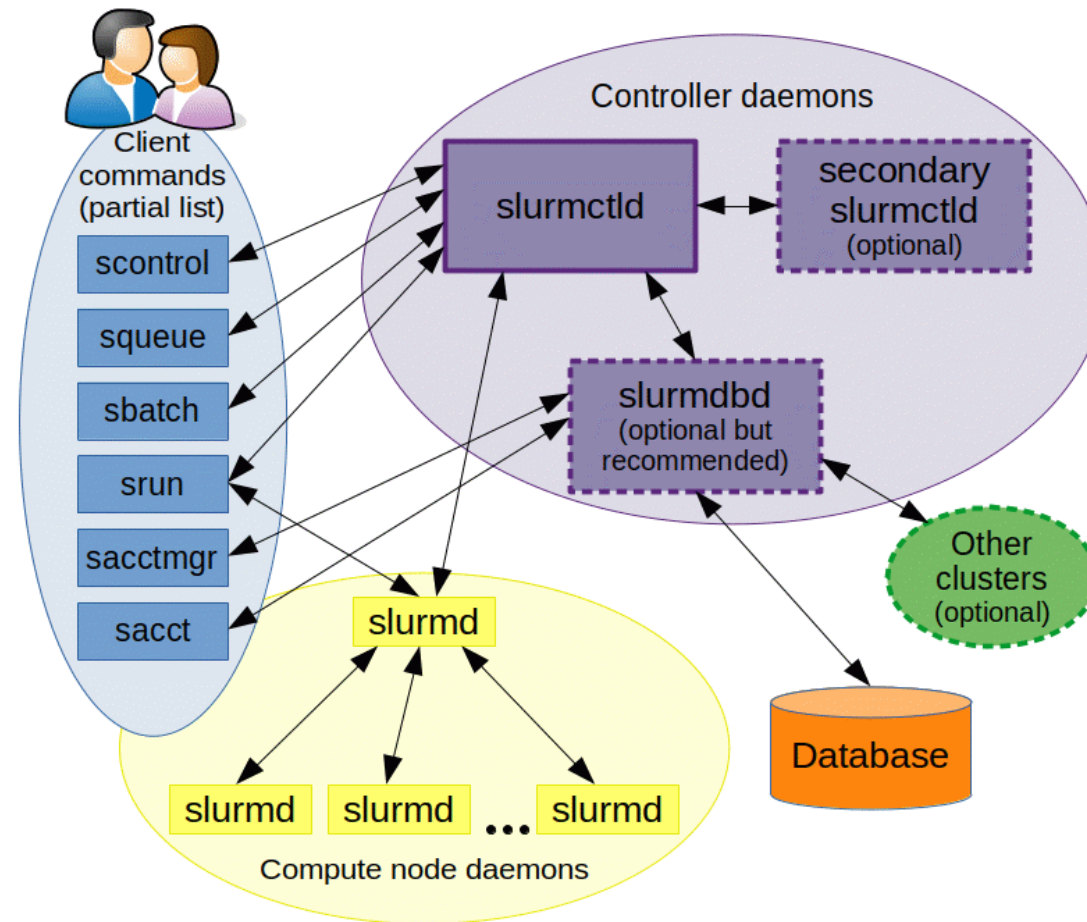 Client
commands
(partial list)
scontrol
squeue
sbatch
srun
sacctmgr
sacct
Controller daemons
slurmctld
secondary
slurmctld
(optional)
slurmdbd
(optional but
recommended)
Other
clusters
(optional)
Database
slurmd
slurmd
slurmd
...
slurmd
Compute node daemons